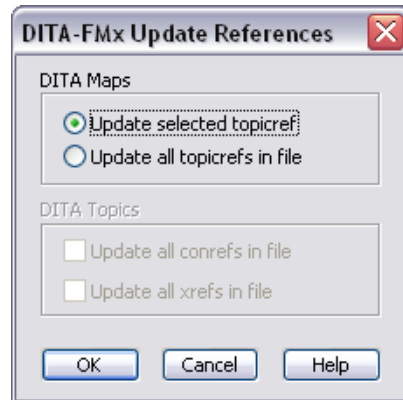 DITA-FMx Update References
DITA Maps
Update selected topicref
Update all topicrefs in file
DITA Topics
Update all conrefs in file
Update all xrefs in file
OK Cancel Help